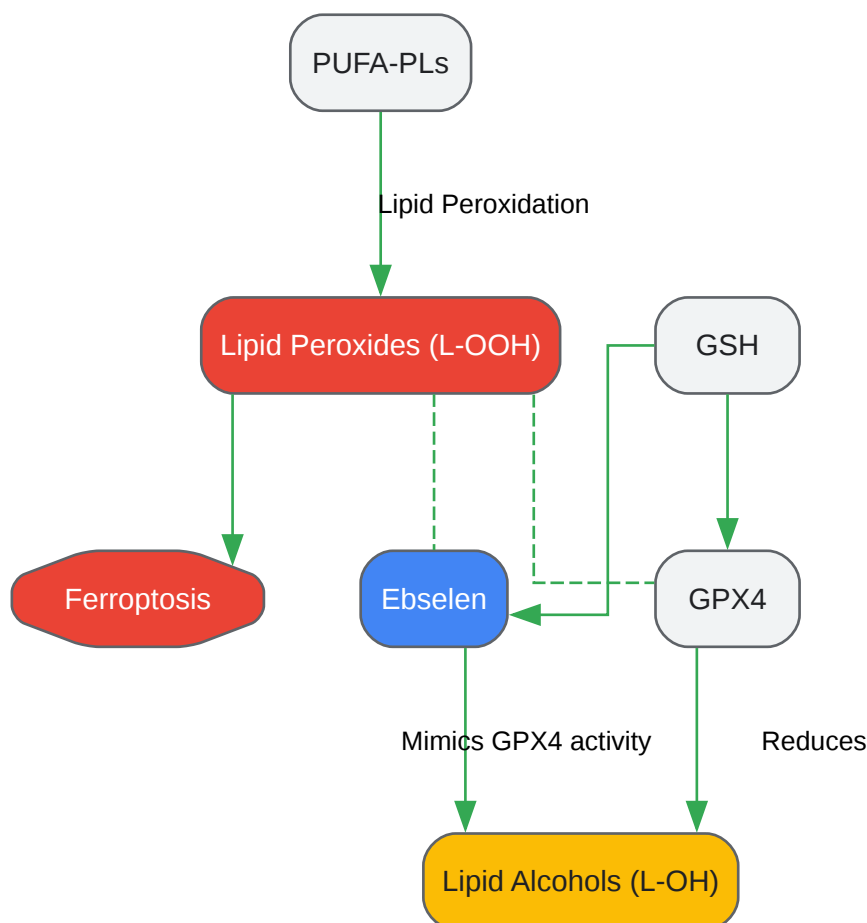 PUFA-PLs
Lipid Peroxidation
Lipid Peroxides (L-OOH)
GSH
Ferroptosis
Ebselen
GPX4
Mimics GPX4 activity
Reduces
Lipid Alcohols (L-OH)